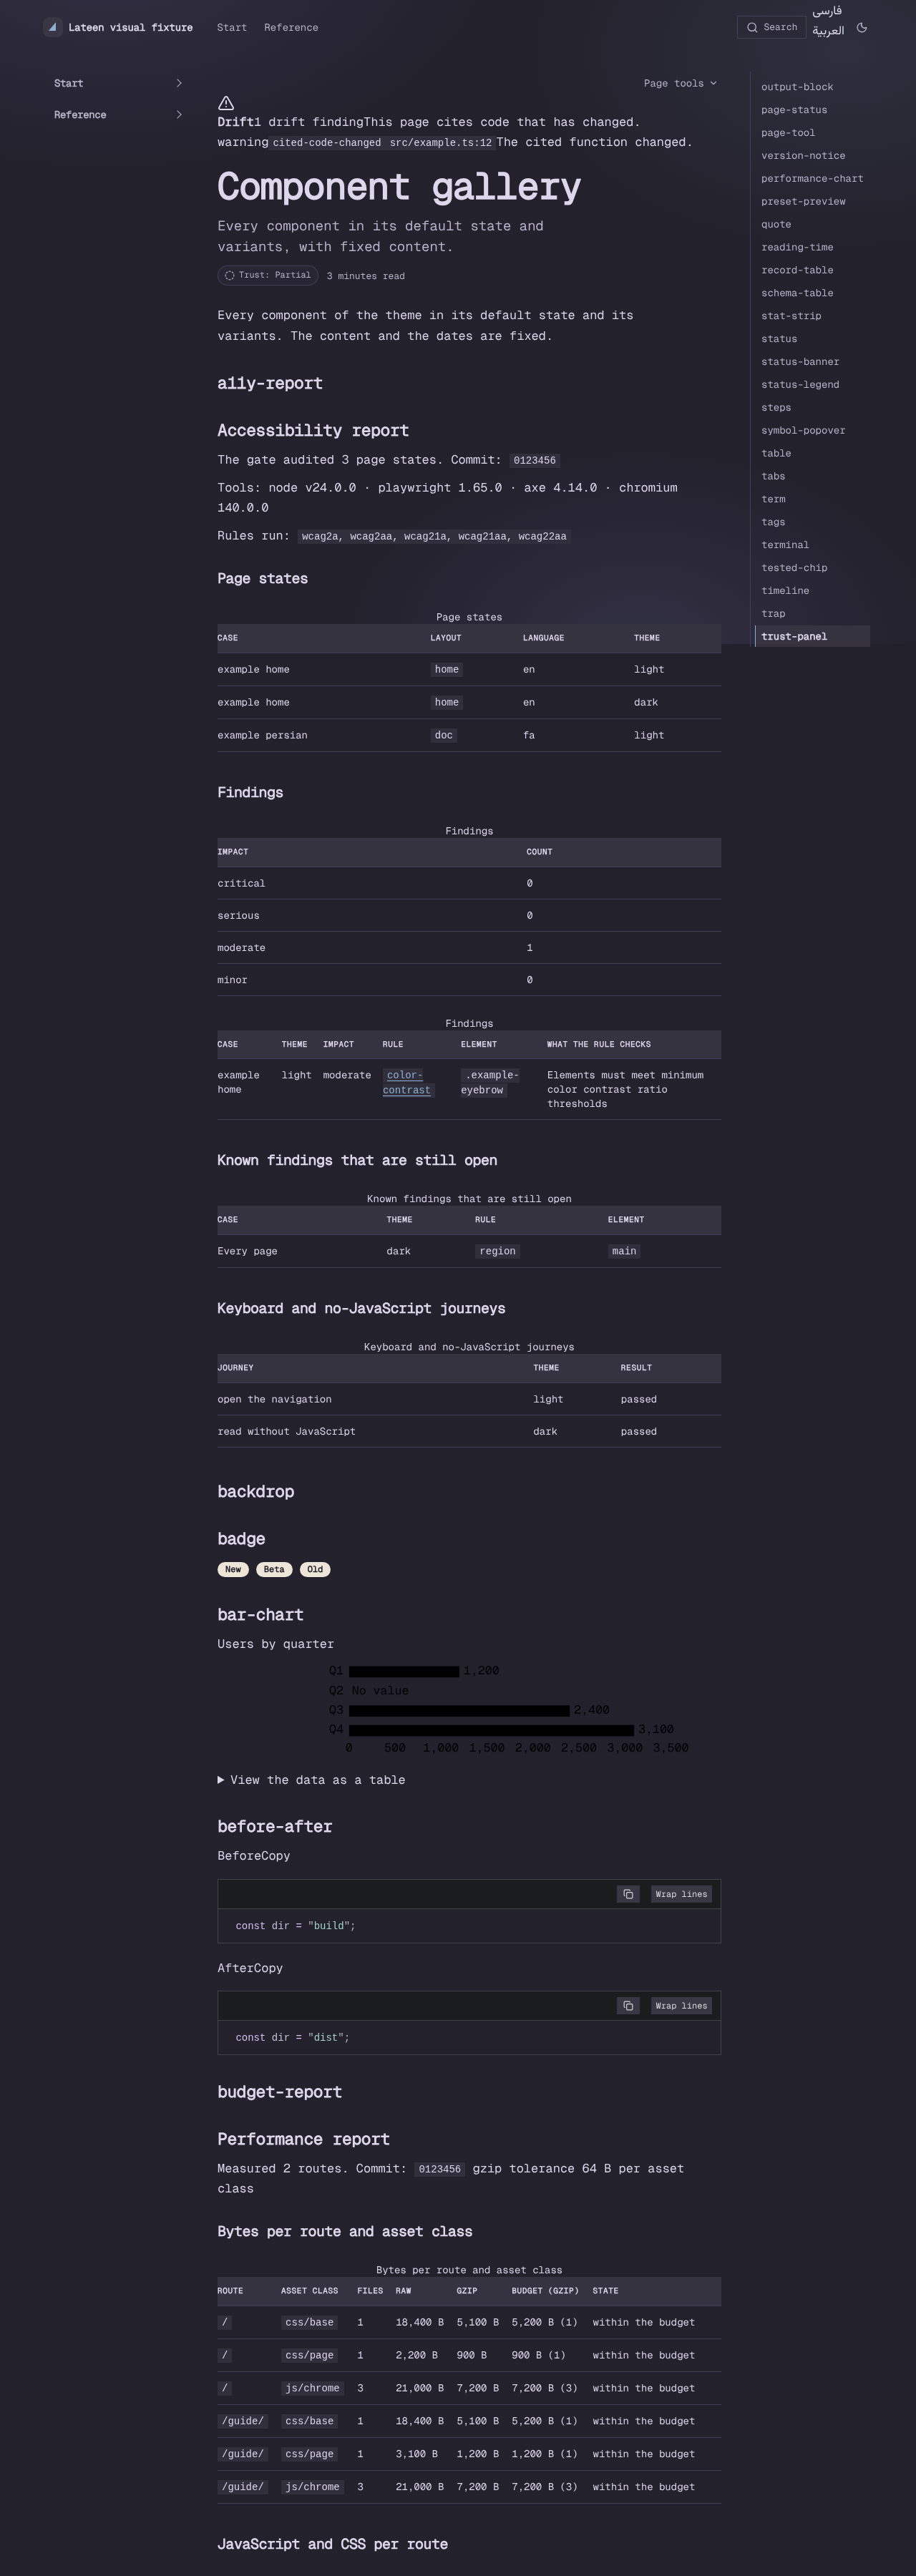 Lateen visual fixture
Start
Reference
Search
فارسی
العربية
Start
Reference
Page tools
Drift1 drift findingThis page cites code that has changed.
warning cited-code-changed src/example.ts:12 The cited function changed.
Component gallery
Every component in its default state and
variants, with fixed content.
Trust: Partial
3 minutes read
Every component of the theme in its default state and its
variants. The content and the dates are fixed.
a11y-report
Accessibility report
The gate audited 3 page states. Commit: 0123456
Tools: node v24.0.0 · playwright 1.65.0 · axe 4.14.0 · chromium
140.0.0
Rules run: wcag2a, wcag2aa, wcag21a, wcag21aa, wcag22aa
Page states
Page states
CASE LAYOUT LANGUAGE THEME
example home home en light
example home home en dark
example persian doc fa light
Findings
Findings
IMPACT COUNT
critical 0
serious 0
moderate 1
minor 0
Findings
CASE THEME IMPACT RULE ELEMENT WHAT THE RULE CHECKS
example light moderate color- .example- Elements must meet minimum
home contrast eyebrow color contrast ratio
thresholds
Known findings that are still open
Known findings that are still open
CASE THEME RULE ELEMENT
Every page dark region main
Keyboard and no-JavaScript journeys
Keyboard and no-JavaScript journeys
JOURNEY THEME RESULT
open the navigation light passed
read without JavaScript dark passed
backdrop
badge
New Beta Old
bar-chart
Users by quarter
Q1 1,200
Q2 No value
Q3 2,400
Q4 3,100
0 500 1,000 1,500 2,000 2,500 3,000 3,500
View the data as a table
before-after
BeforeCopy
Wrap lines
const dir = "build";
AfterCopy
Wrap lines
const dir = "dist";
budget-report
Performance report
Measured 2 routes. Commit: 0123456 gzip tolerance 64 B per asset
class
Bytes per route and asset class
Bytes per route and asset class
ROUTE ASSET CLASS FILES RAW GZIP BUDGET (GZIP) STATE
/ css/base 1 18,400 B 5,100 B 5,200 B (1) within the budget
/ css/page 1 2,200 B 900 B 900 B (1) within the budget
/ js/chrome 3 21,000 B 7,200 B 7,200 B (3) within the budget
/guide/ css/base 1 18,400 B 5,100 B 5,200 B (1) within the budget
/guide/ css/page 1 3,100 B 1,200 B 1,200 B (1) within the budget
/guide/ js/chrome 3 21,000 B 7,200 B 7,200 B (3) within the budget
JavaScript and CSS per route
output-block
page-status
page-tool
version-notice
performance-chart
preset-preview
quote
reading-time
record-table
schema-table
stat-strip
status
status-banner
status-legend
steps
symbol-popover
table
tabs
term
tags
terminal
tested-chip
timeline
trap
trust-panel